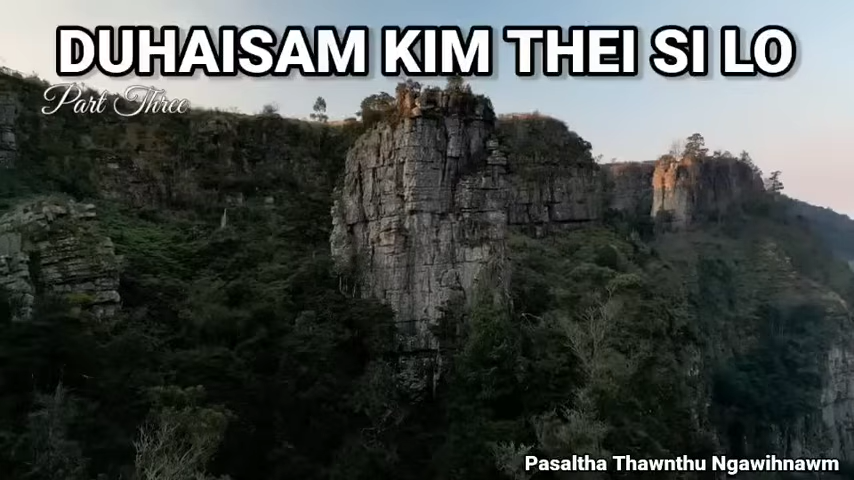 DUHAISAM KIM THEI SI LO
Part Three
Pasaltha Thawnthu Ngawihnawm